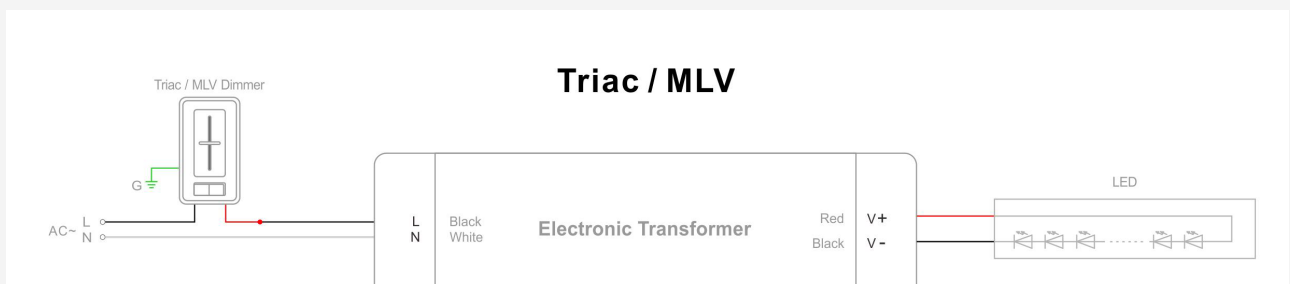 Triac / MLV
Triac / MLV Dimmer
G
AC~
L
N
L
Black
N
White
Electronic Transformer
Red
V+
Black
V-
LED